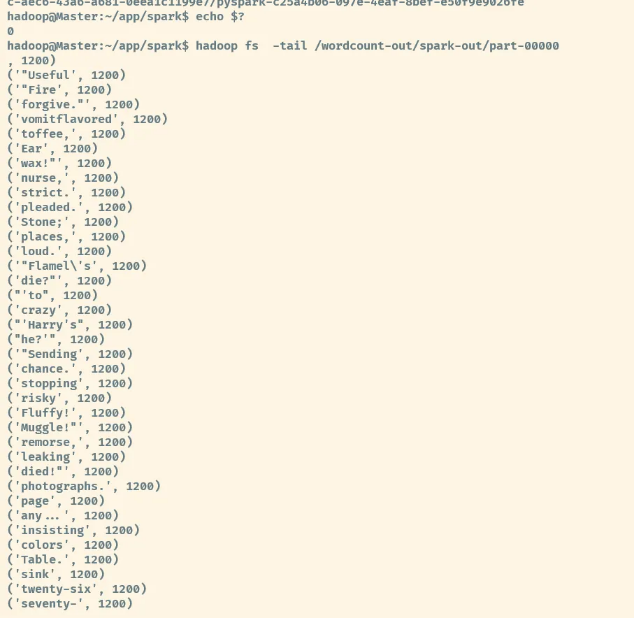 c-aec6-43a6-a681-0eea1c1199e7/pyspark-c25a4b06-097e-4eaf-8bef-e50f9e9026fe
hadoop@Master:~/app/spark$ echo $?
0
hadoop@Master:~/app/spark$ hadoop fs  -tail /wordcount-out/spark-out/part-00000
, 1200)
('"Useful', 1200)
('"Fire', 1200)
('forgive."', 1200)
('vomitflavored', 1200)
('toffee,', 1200)
('Ear', 1200)
('wax!"', 1200)
('nurse,', 1200)
('strict.', 1200)
('pleaded.', 1200)
('Stone;', 1200)
('places,', 1200)
('loud.', 1200)
('"Flamel\'s', 1200)
('die?"', 1200)
("'to", 1200)
('crazy', 1200)
("'Harry's", 1200)
("he?'", 1200)
('"Sending', 1200)
('chance.', 1200)
('stopping', 1200)
('risky', 1200)
('Fluffy!', 1200)
('Muggle!"', 1200)
('remorse,', 1200)
('leaking', 1200)
('died!"', 1200)
('photographs.', 1200)
('page', 1200)
('any...', 1200)
('insisting', 1200)
('colors', 1200)
('Table.', 1200)
('sink', 1200)
('twenty-six', 1200)
('seventy-', 1200)